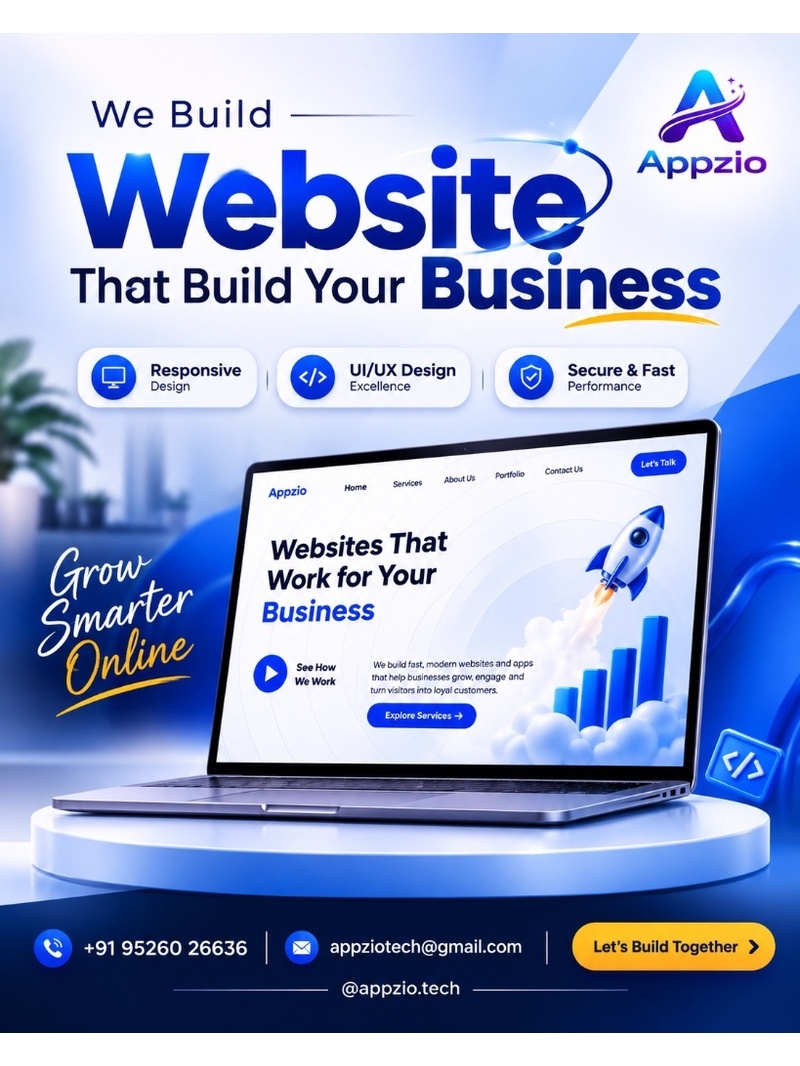 We Build
Appzio
Website
That Build Your Business
Responsive
Design
UI/UX Design
Excellence
Secure & Fast
Performance
Appzio
Home
Services
About Us
Portfolio
Contact Us
Let's Talk
Websites That
Work for Your
Business
See How
We Work
We build fast, modern websites and apps
that help businesses grow, engage and
turn visitors into loyal customers.
Explore Services →
Grow
Smarter
Online
</>
+91 95260 26636
appziotech@gmail.com
Let's Build Together
@appzio.tech